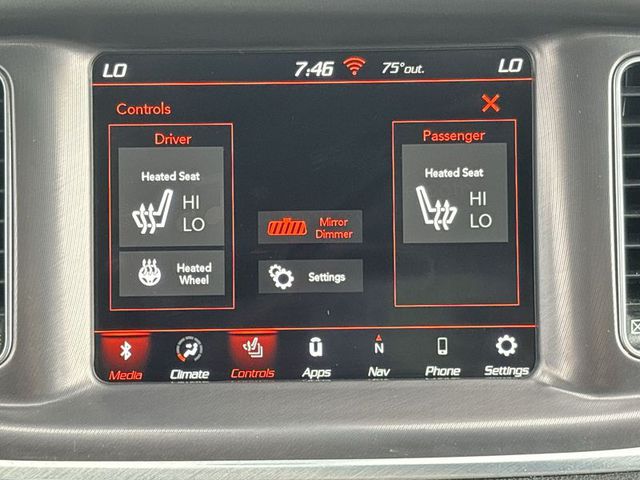 LO 7:46 75°out. LO
Controls
Driver
Heated Seat
HI
LO
Heated
Wheel
Mirror
Dimmer
Settings
Passenger
Heated Seat
HI
LO
Media Climate Controls Apps Nav Phone Settings
N